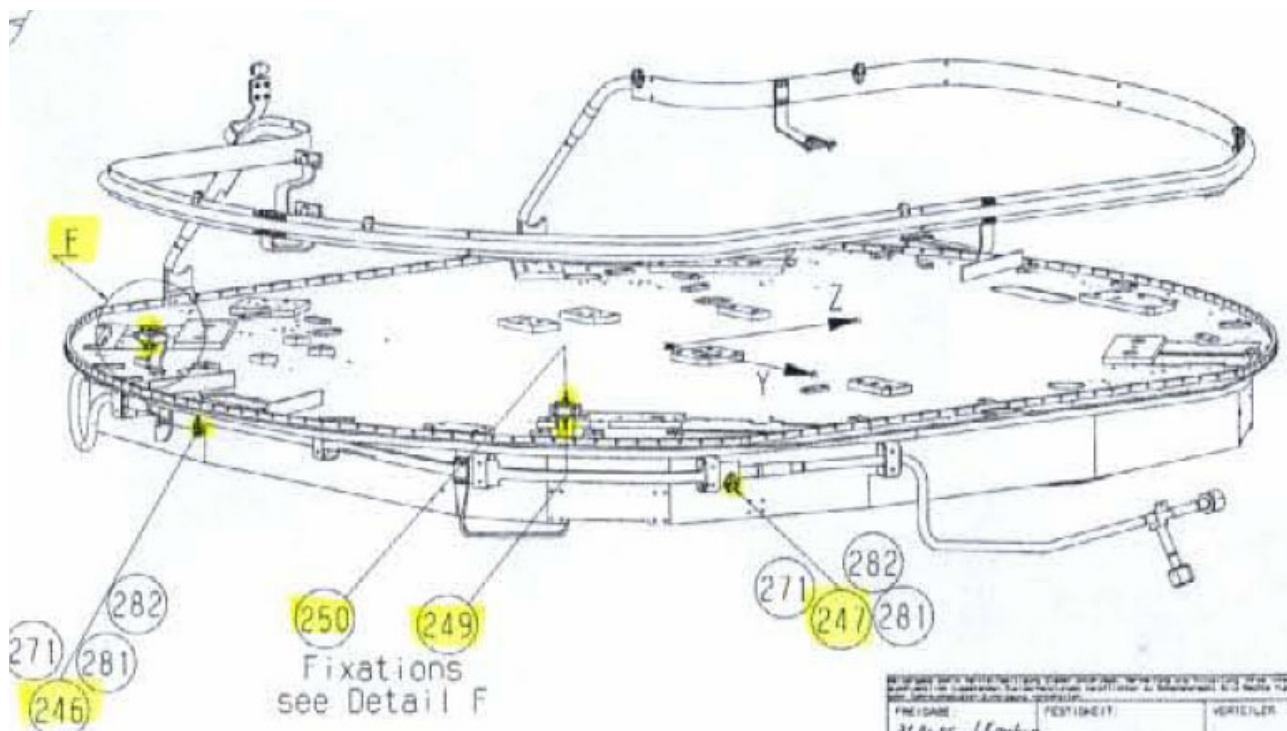 F
Z
Y
282
271
281
246
250
249
Fixations
see Detail F
282
271
247
281
FREIGABE:
FESTIGKEIT:
VERTEILER